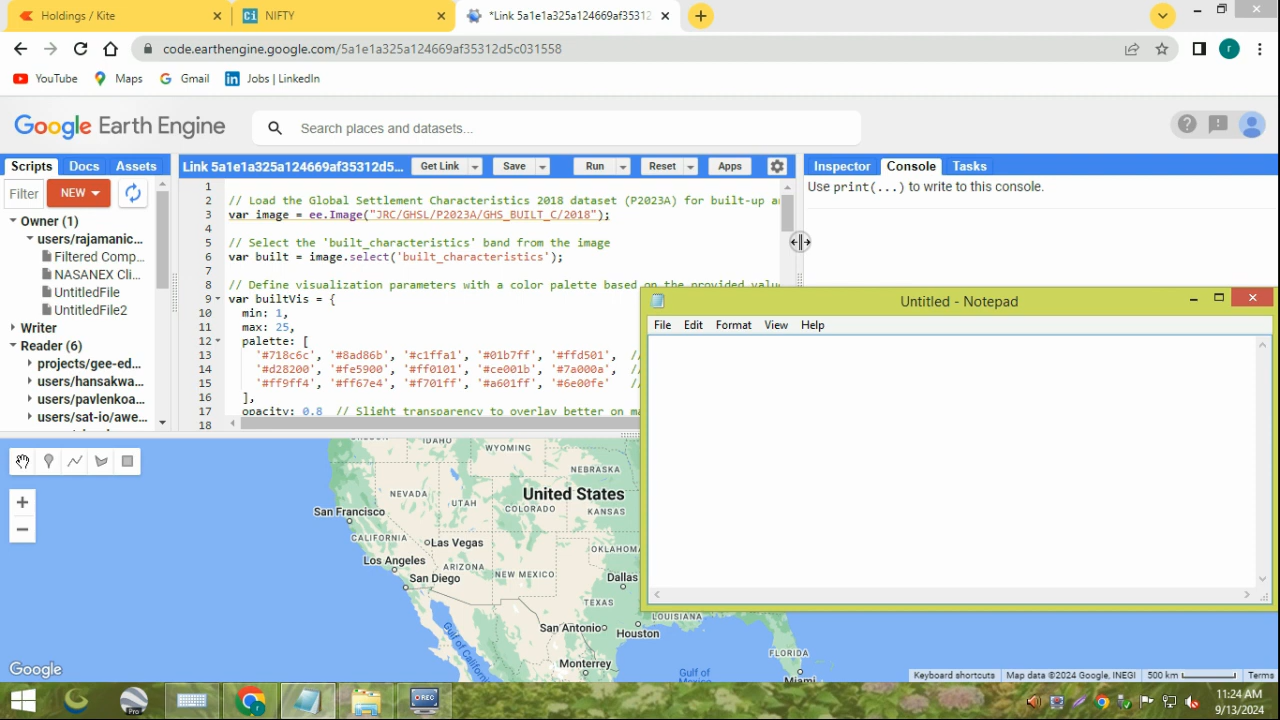 Holdings / Kite
NIFTY
*Link 5a1e1a325a124669af35312
code.earthengine.google.com/5a1e1a325a124669af35312d5c031558
r
YouTube
Maps
Gmail
Jobs | LinkedIn
Google Earth Engine
Search places and datasets...
Scripts
Docs
Assets
Link 5a1e1a325a124669af35312d5...
Get Link
Save
Run
Reset
Apps
Inspector
Console
Tasks
Filter
NEW
Use print(...) to write to this console.
Owner (1)
users/rajamanic...
Filtered Comp...
NASANEX Cli...
UntitledFile
UntitledFile2
Writer
Reader (6)
projects/gee-ed...
users/hansakwa...
users/pavlenkoa...
users/sat-io/awe...
1
2 // Load the Global Settlement Characteristics 2018 dataset (P2023A) for built-up a
3 var image = ee.Image("JRC/GHSL/P2023A/GHS_BUILT_C/2018");
4
5 // Select the 'built_characteristics' band from the image
6 var built = image.select('built_characteristics');
7
8 // Define visualization parameters with a color palette based on the provided valu
9 var builtVis = {
10 min: 1,
11 max: 25,
12 palette: [
13 '#718c6c', '#8ad86b', '#c1ffa1', '#01b7ff', '#ffd501', //
14 '#d28200', '#fe5900', '#ff0101', '#ce001b', '#7a000a', //
15 '#ff9ff4', '#ff67e4', '#f701ff', '#a601ff', '#6e00fe' //
16 ],
17 opacity: 0.8 // Slight transparency to overlay better on ma
18
Untitled - Notepad
File Edit Format View Help
IDAHO
WYOMING
NEBRASKA
NEVADA
UTAH
United States
COLORADO
KANSAS
San Francisco
CALIFORNIA
Las Vegas
OKLAHOMA
Los Angeles
ARIZONA
NEW MEXICO
San Diego
Dallas
TEXAS
LOUISIANA
San Antonio
Houston
FLORIDA
Gulf of
Monterrey
Gulf of
Miami
Google
Keyboard shortcuts
Map data ©2024 Google, INEGI
500 km
Terms
Pro
REC
11:24 AM
9/13/2024